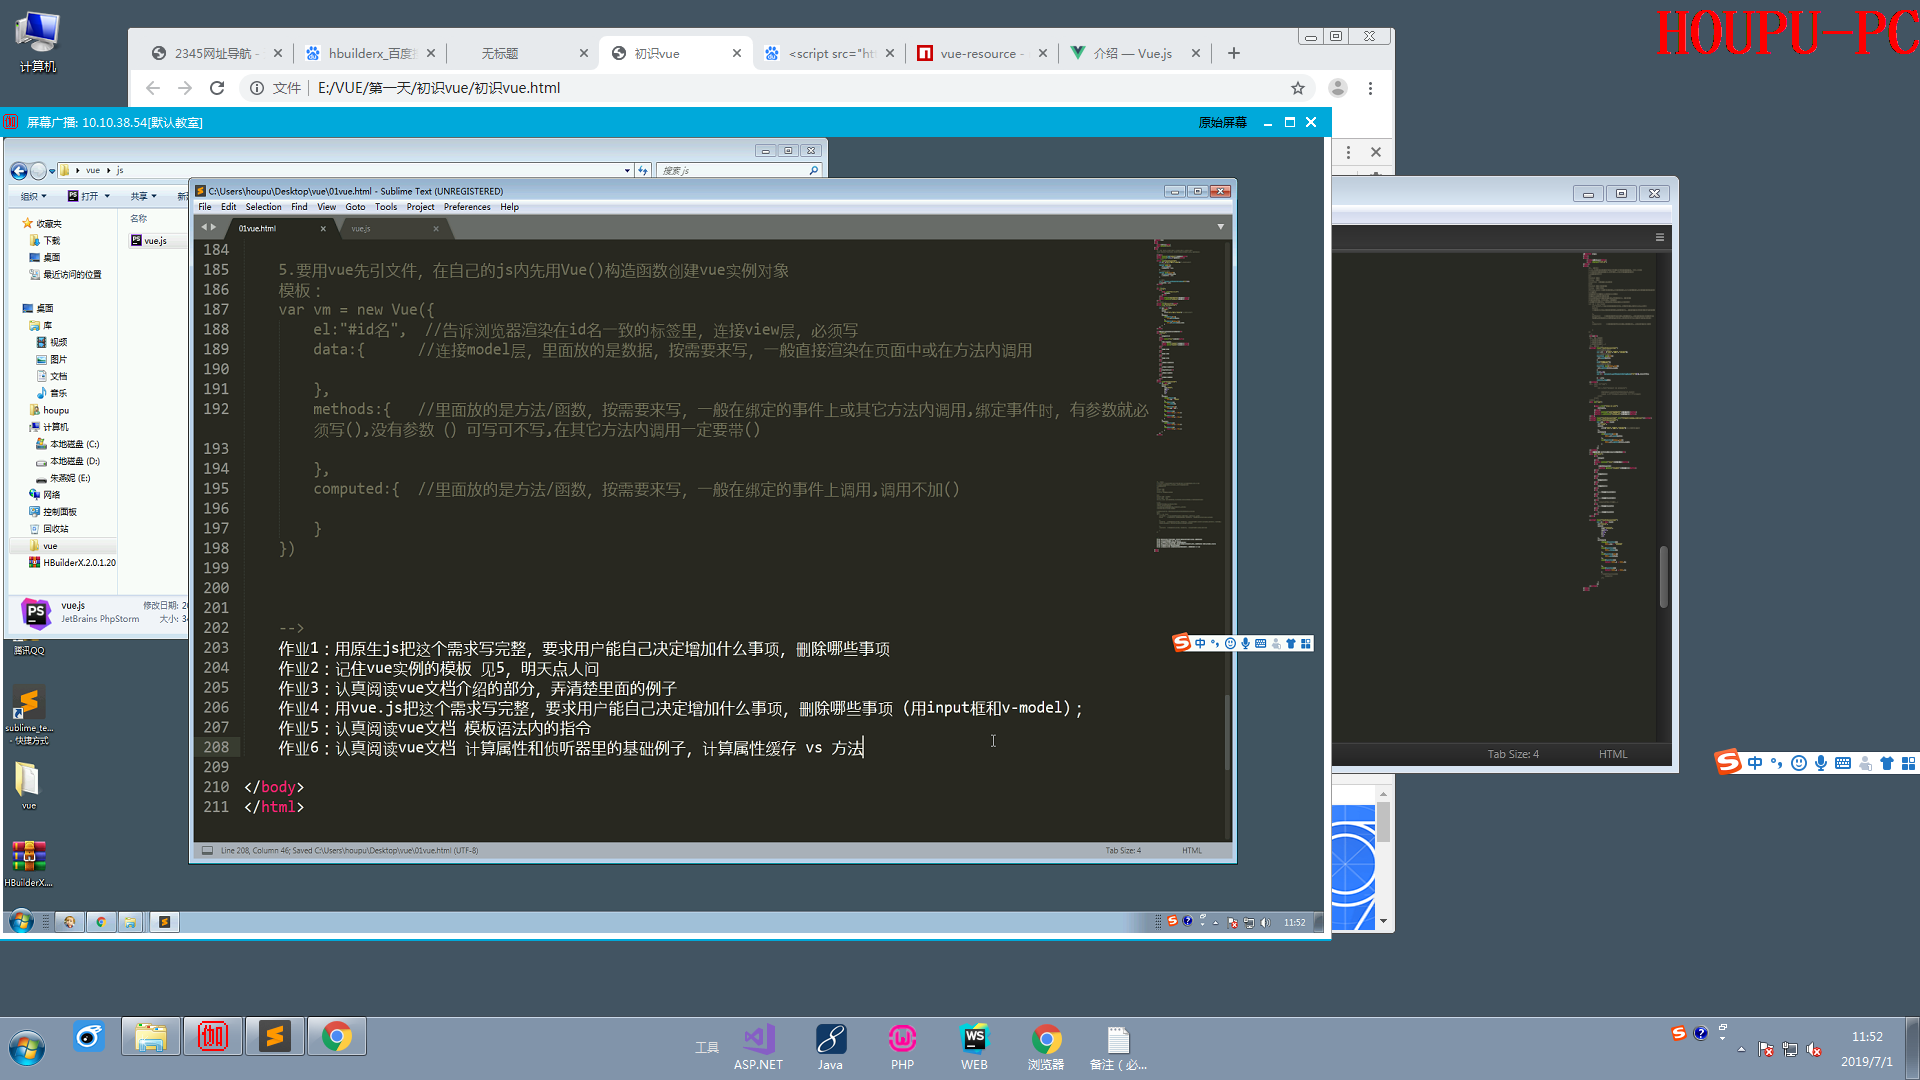 计算机
HOUPU-PC
2345网址导航 -
hbuilderx_百度
无标题
初识vue
<script src="ht
vue-resource -
介绍 — Vue.js
文件
E:/VUE/第一天/初识vue/初识vue.html
屏幕广播: 10.10.38.54[默认教室]
原始屏幕
vue
js
搜索 js
组织
打开
共享
收藏夹
下载
桌面
最近访问的位置
名称
vue.js
桌面
库
视频
图片
文档
音乐
houpu
计算机
本地磁盘 (C:)
本地磁盘 (D:)
朱燕妮 (E:)
网络
控制面板
回收站
vue
HBuilderX.2.0.1.20
vue.js
修改日期: 2
JetBrains PhpStorm
大小: 3
C:\Users\houpu\Desktop\vue\01vue.html - Sublime Text (UNREGISTERED)
File Edit Selection Find View Goto Tools Project Preferences Help
01vue.html
vue.js
184
185 5.要用vue先引文件，在自己的js内先用Vue()构造函数创建vue实例对象
186 模板：
187 var vm = new Vue({
188 el:"#id名", //告诉浏览器渲染在id名一致的标签里，连接view层，必须写
189 data:{ //连接model层，里面放的是数据，按需要来写，一般直接渲染在页面中或在方法内调用
190
191 },
192 methods:{ //里面放的是方法/函数，按需要来写，一般在绑定的事件上或其它方法内调用,绑定事件时，有参数就必
须写(),没有参数（）可写可不写,在其它方法内调用一定要带()
193
194 },
195 computed:{ //里面放的是方法/函数，按需要来写，一般在绑定的事件上调用,调用不加()
196
197 }
198 })
199
200
201
202 -->
203 作业1：用原生js把这个需求写完整，要求用户能自己决定增加什么事项，删除哪些事项
204 作业2：记住vue实例的模板 见5，明天点人问
205 作业3：认真阅读vue文档介绍的部分，弄清楚里面的例子
206 作业4：用vue.js把这个需求写完整，要求用户能自己决定增加什么事项，删除哪些事项（用input框和v-model）;
207 作业5：认真阅读vue文档 模板语法内的指令
208 作业6：认真阅读vue文档 计算属性和侦听器里的基础例子，计算属性缓存 vs 方法
209
210 </body>
211 </html>
Line 208, Column 46; Saved C:\Users\houpu\Desktop\vue\01vue.html (UTF-8)
Tab Size: 4
HTML
中
Tab Size: 4
HTML
中
腾讯QQ
sublime_te...
- 快捷方式
vue
HBuilderX....
11:52
工具
ASP.NET
Java
PHP
WEB
浏览器
备注（必...
11:52
2019/7/1